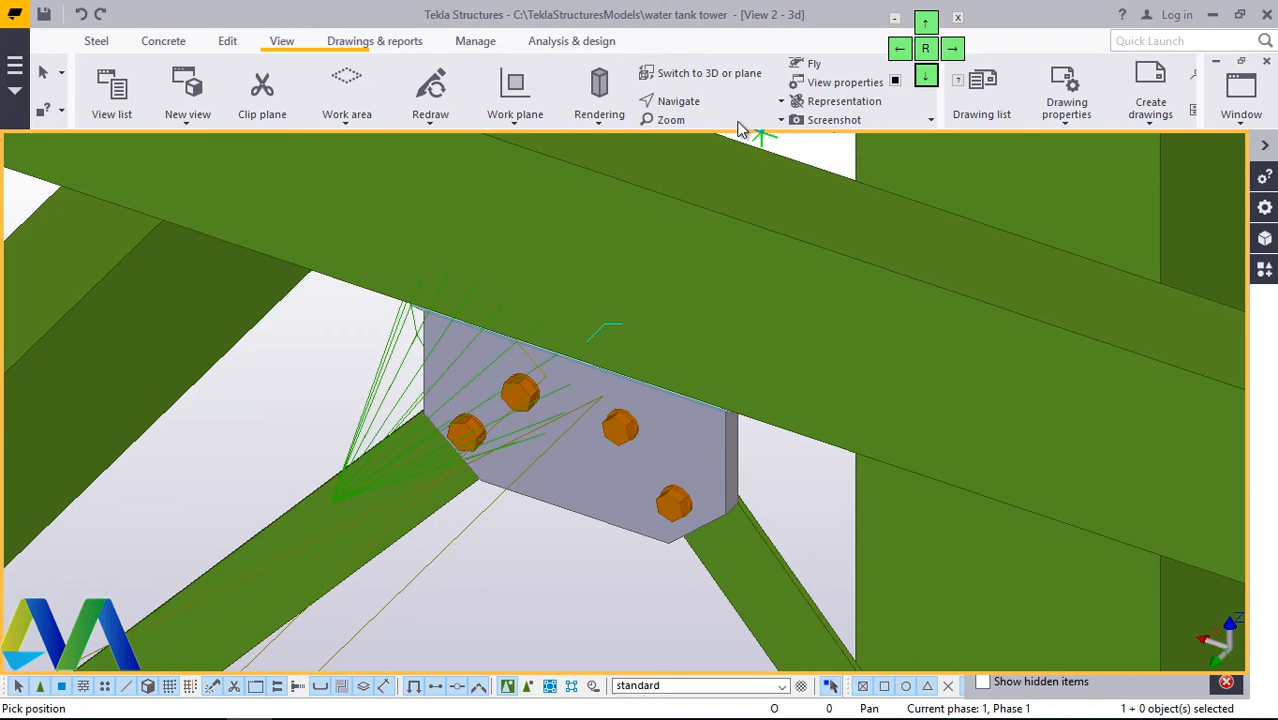 Tekla Structures - C:\TeklaStructuresModels\water tank tower - [View 2 - 3d]
Log in
Steel
Concrete
Edit
View
Drawings & reports
Manage
Analysis & design
Quick Launch
View list
New view
Clip plane
Work area
Redraw
Work plane
Rendering
Switch to 3D or plane
Navigate
Zoom
Fly
View properties
Representation
Screenshot
R
Drawing list
Drawing
properties
Create
drawings
Window
Z
standard
Show hidden items
Pick position
O
0
Pan
Current phase: 1, Phase 1
1 + 0 object(s) selected